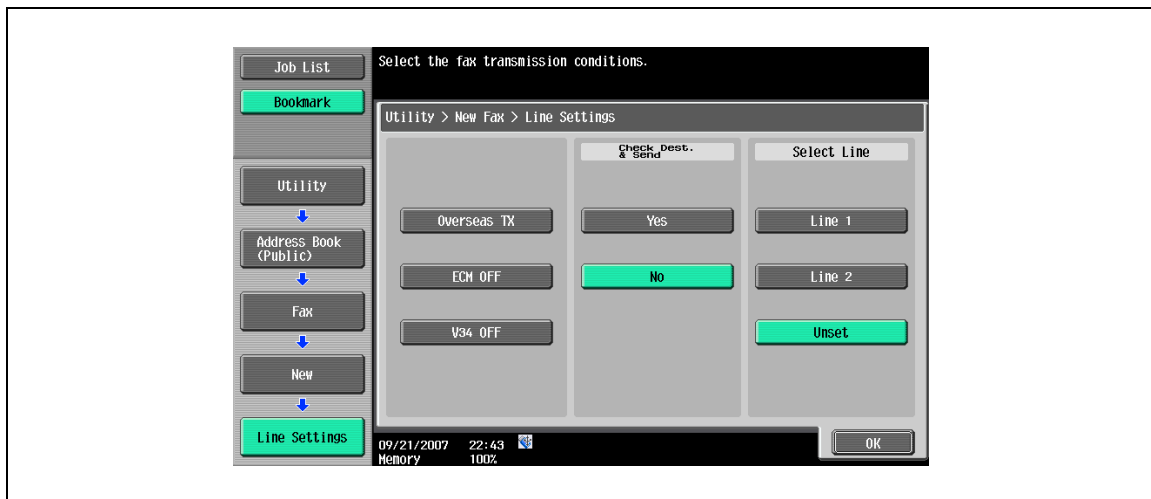 Job List
Bookmark
Utility
Address Book
(Public)
Fax
New
Line Settings
Select the fax transmission conditions.
Utility > New Fax > Line Settings
Overseas TX
ECM OFF
V34 OFF
Check Dest.
& Send
Yes
No
Select Line
Line 1
Line 2
Unset
09/21/2007 22:43
Memory 100%
OK